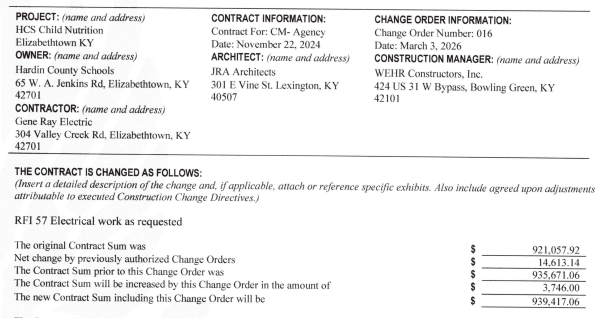 PROJECT: (name and address)
HCS Child Nutrition
Elizabethtown KY
OWNER: (name and address)
Hardin County Schools
65 W. A. Jenkins Rd, Elizabethtown, KY
42701
CONTRACTOR: (name and address)
Gene Ray Electric
304 Valley Creek Rd, Elizabethtown, KY
42701
CONTRACT INFORMATION:
Contract For: CM- Agency
Date: November 22, 2024
ARCHITECT: (name and address)
JRA Architects
301 E Vine St. Lexington, KY
40507
CHANGE ORDER INFORMATION:
Change Order Number: 016
Date: March 3, 2026
CONSTRUCTION MANAGER: (name and address)
WEHR Constructors, Inc.
424 US 31 W Bypass, Bowling Green, KY
42101
THE CONTRACT IS CHANGED AS FOLLOWS:
(Insert a detailed description of the change and, if applicable, attach or reference specific exhibits. Also include agreed upon adjustments
attributable to executed Construction Change Directives.)
RFI 57 Electrical work as requested
The original Contract Sum was $ 921,057.92
Net change by previously authorized Change Orders $ 14,613.14
The Contract Sum prior to this Change Order was $ 935,671.06
The Contract Sum will be increased by this Change Order in the amount of $ 3,746.00
The new Contract Sum including this Change Order will be $ 939,417.06